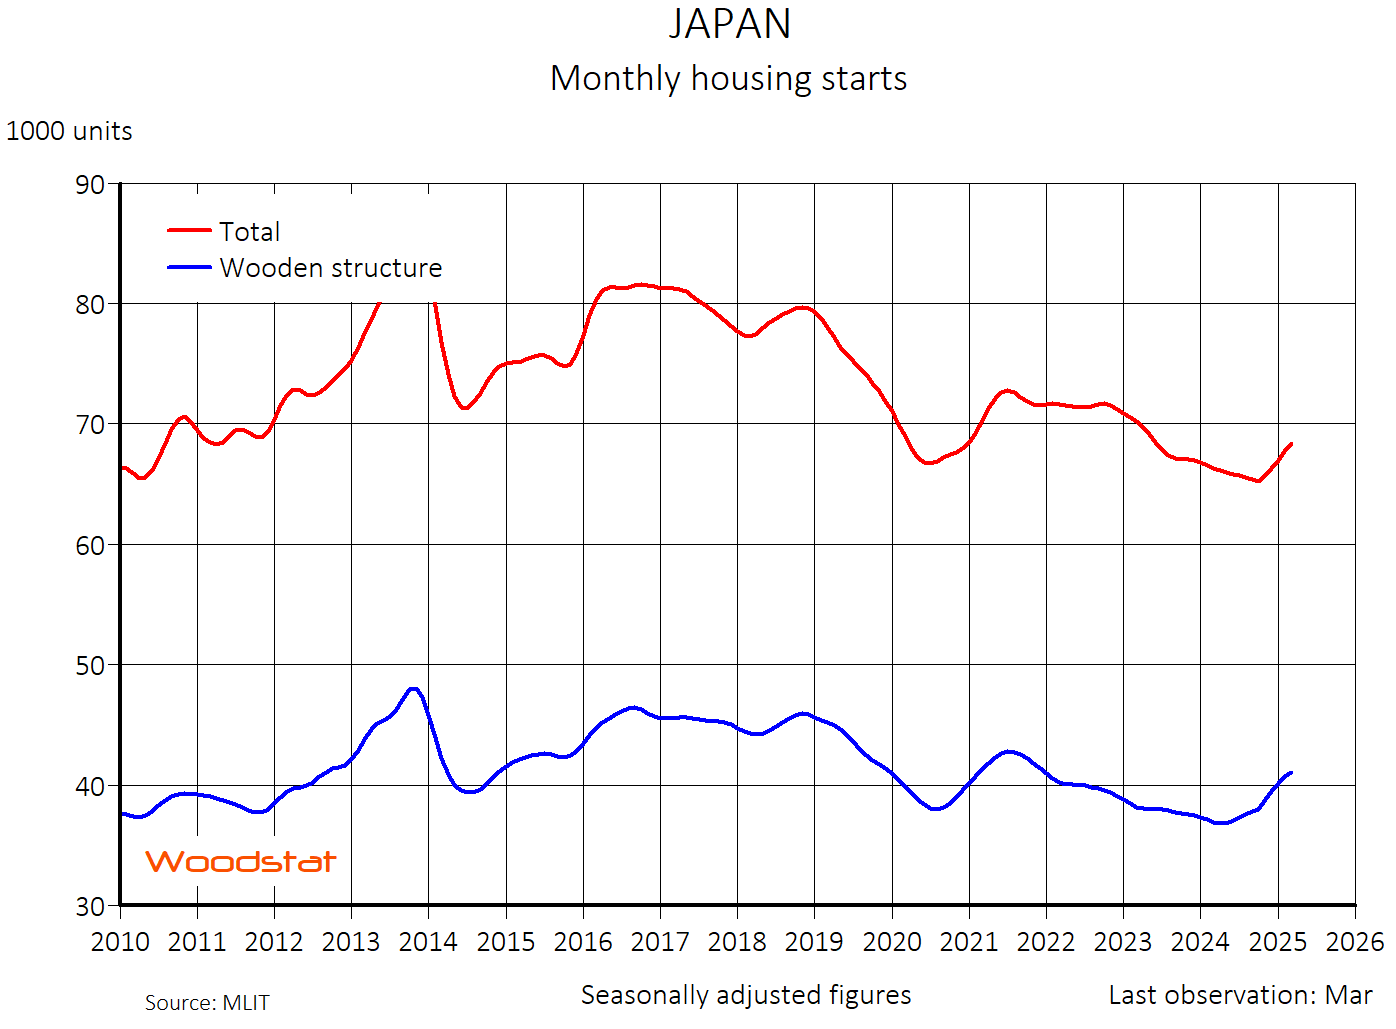 JAPAN
Monthly housing starts
1000 units
90
Total
Wooden structure
80
70
60
50
40
Woodstat
30
2010 2011 2012 2013 2014 2015 2016 2017 2018 2019 2020 2021 2022 2023 2024 2025 2026
Source: MLIT
Seasonally adjusted figures
Last observation: Mar